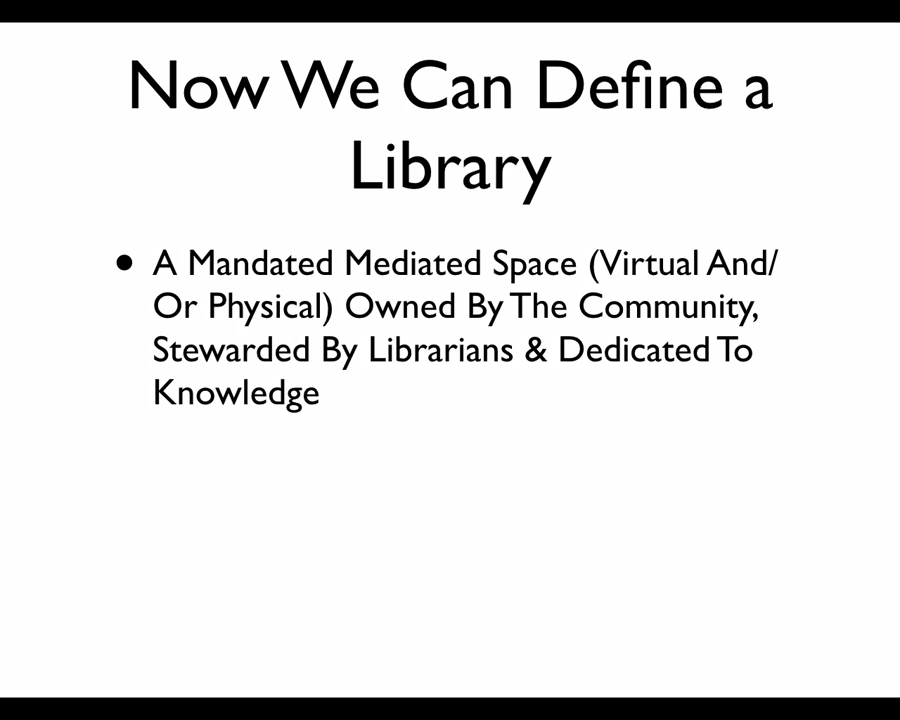 Now We Can Define a
Library
• A Mandated Mediated Space (Virtual And/
Or Physical) Owned By The Community,
Stewarded By Librarians & Dedicated To
Knowledge